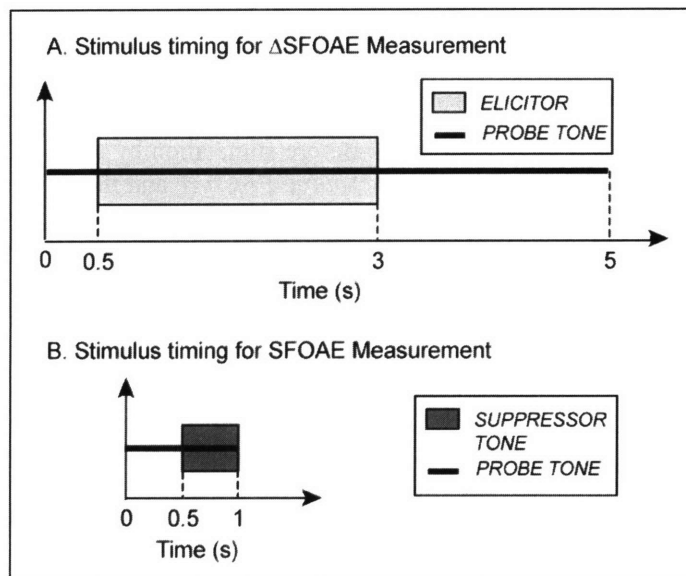 A. Stimulus timing for ΔSFOAE Measurement
ELICITOR
PROBE TONE
0 0.5 3 5
Time (s)
B. Stimulus timing for SFOAE Measurement
SUPPRESSOR
TONE
PROBE TONE
0 0.5 1
Time (s)